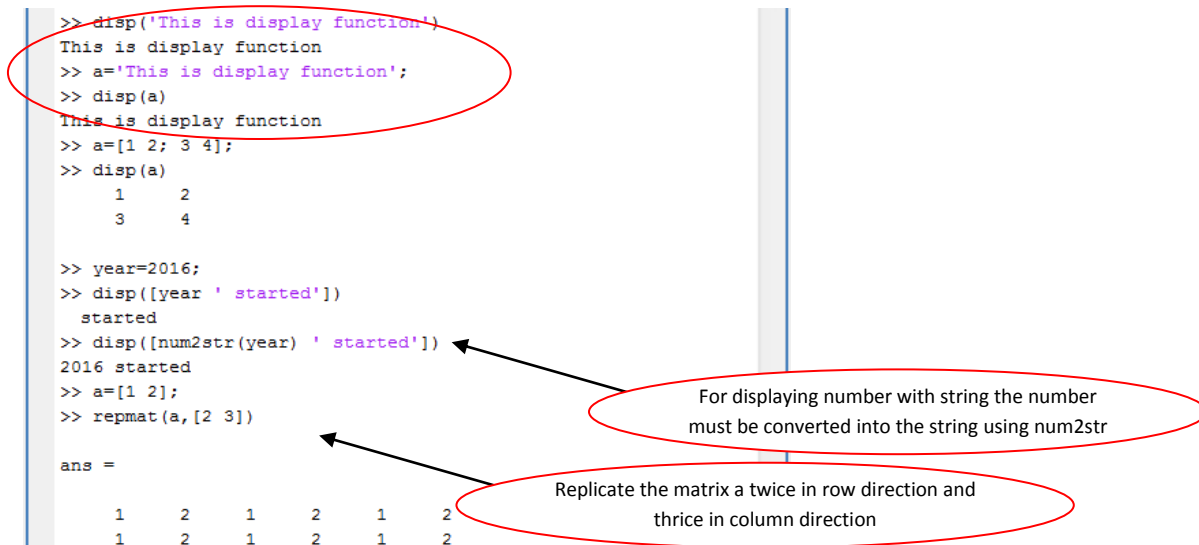 >> disp('This is display function')
This is display function
>> a='This is display function';
>> disp(a)
This is display function
>> a=[1 2; 3 4];
>> disp(a)
1 2
3 4
>> year=2016;
>> disp([year ' started'])
started
>> disp([num2str(year) ' started'])
2016 started
>> a=[1 2];
>> repmat(a,[2 3])
ans =
1 2 1 2 1 2
1 2 1 2 1 2
For displaying number with string the number
must be converted into the string using num2str
Replicate the matrix a twice in row direction and
thrice in column direction